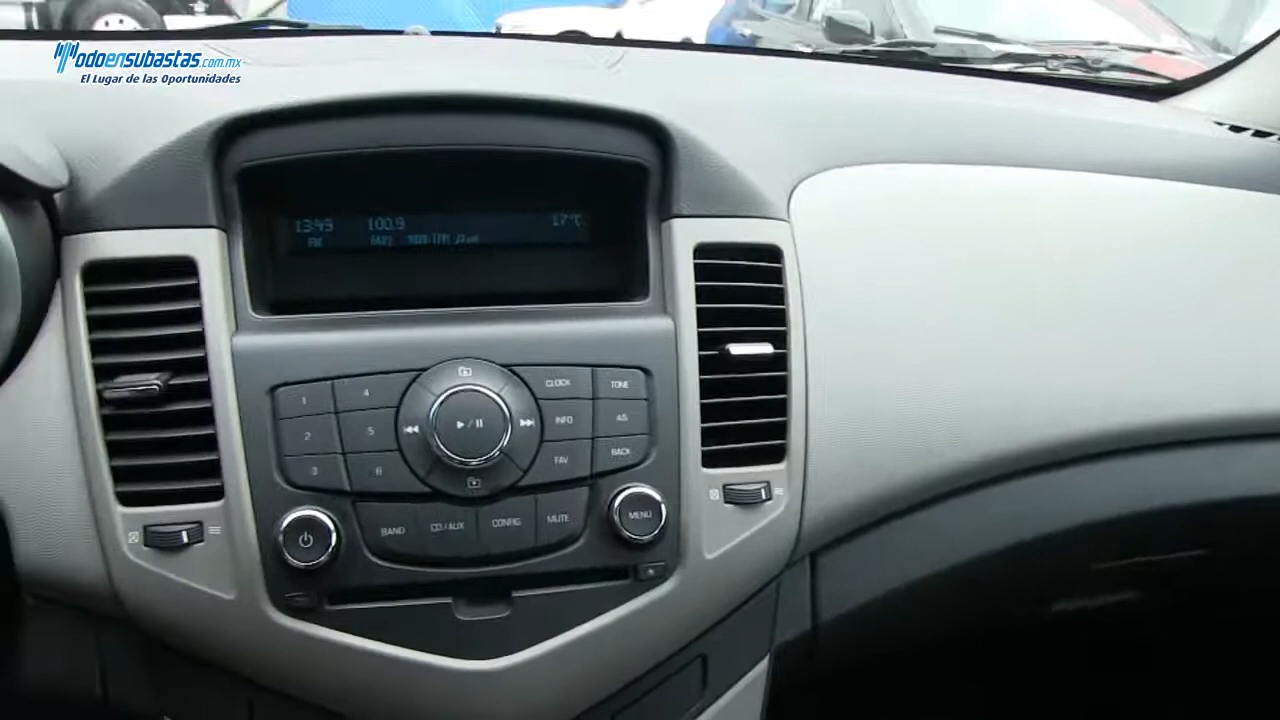 Todoensubastas.com.mx
El Lugar de las Oportunidades
13:49 100.9 17°C
FM
1 4 CLOCK TONE
2 5 INFO AS
3 6 FAV BACK
BAND CD/AUX CONFIG MUTE MENU